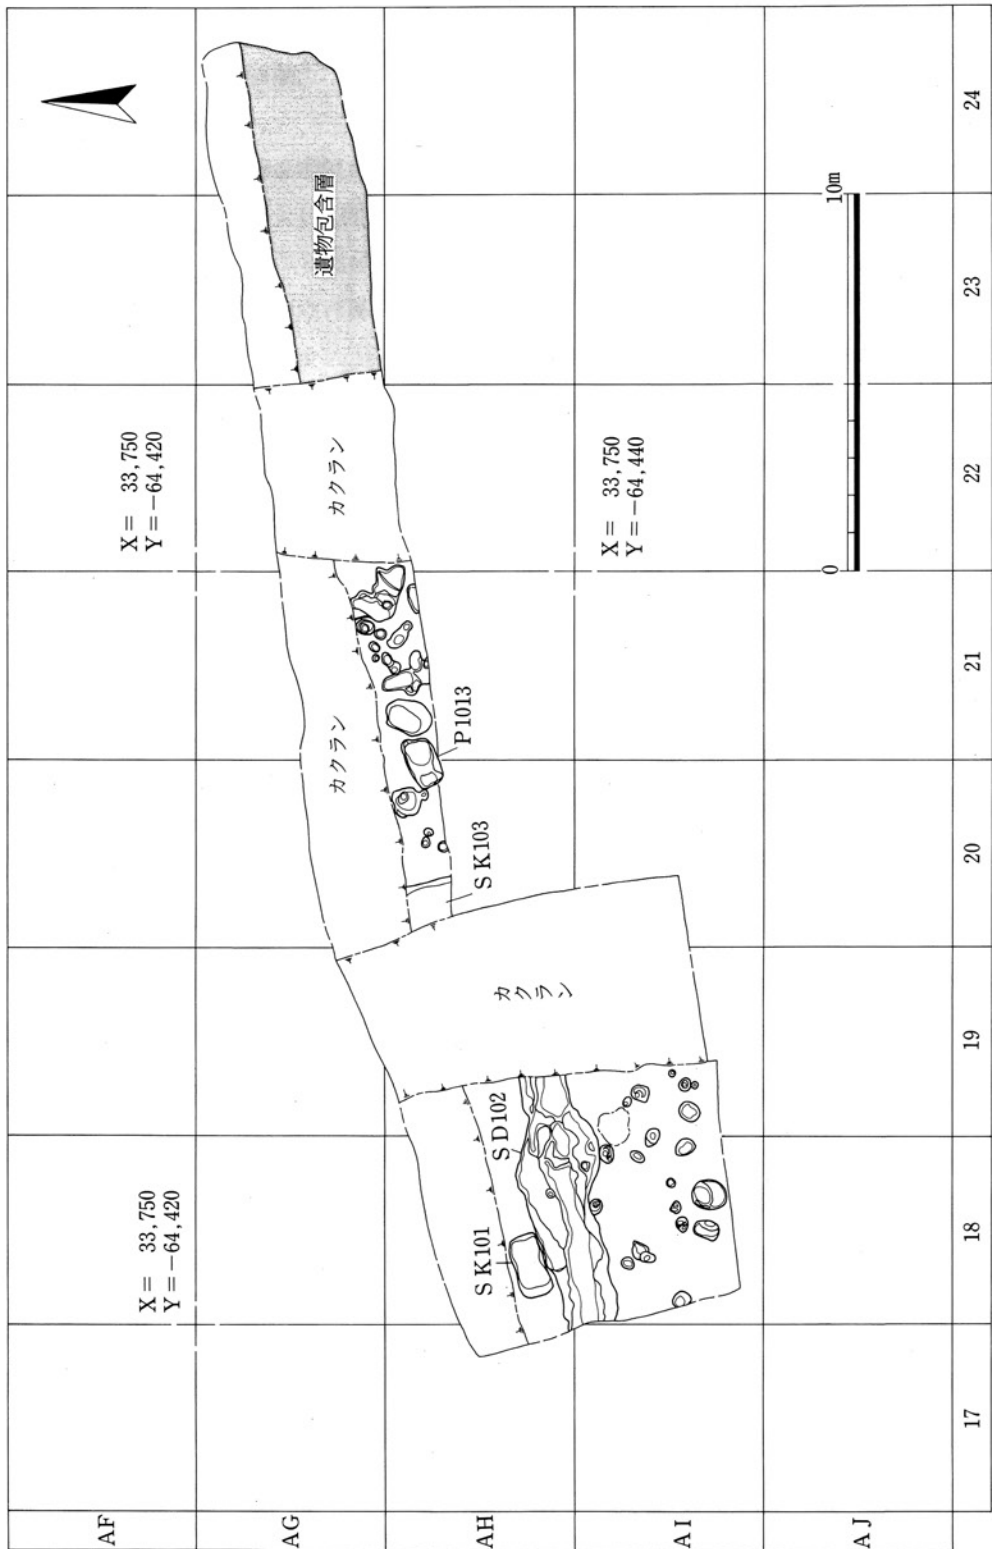 AF
AG
AH
AI
AJ
17
18
19
20
21
22
23
24
X = 33,750
Y = −64,420
X = 33,750
Y = −64,420
X = 33,750
Y = −64,440
遺物包含層
カクラン
カクラン
カクラン
P1013
SK103
SD102
SK101
0
10m